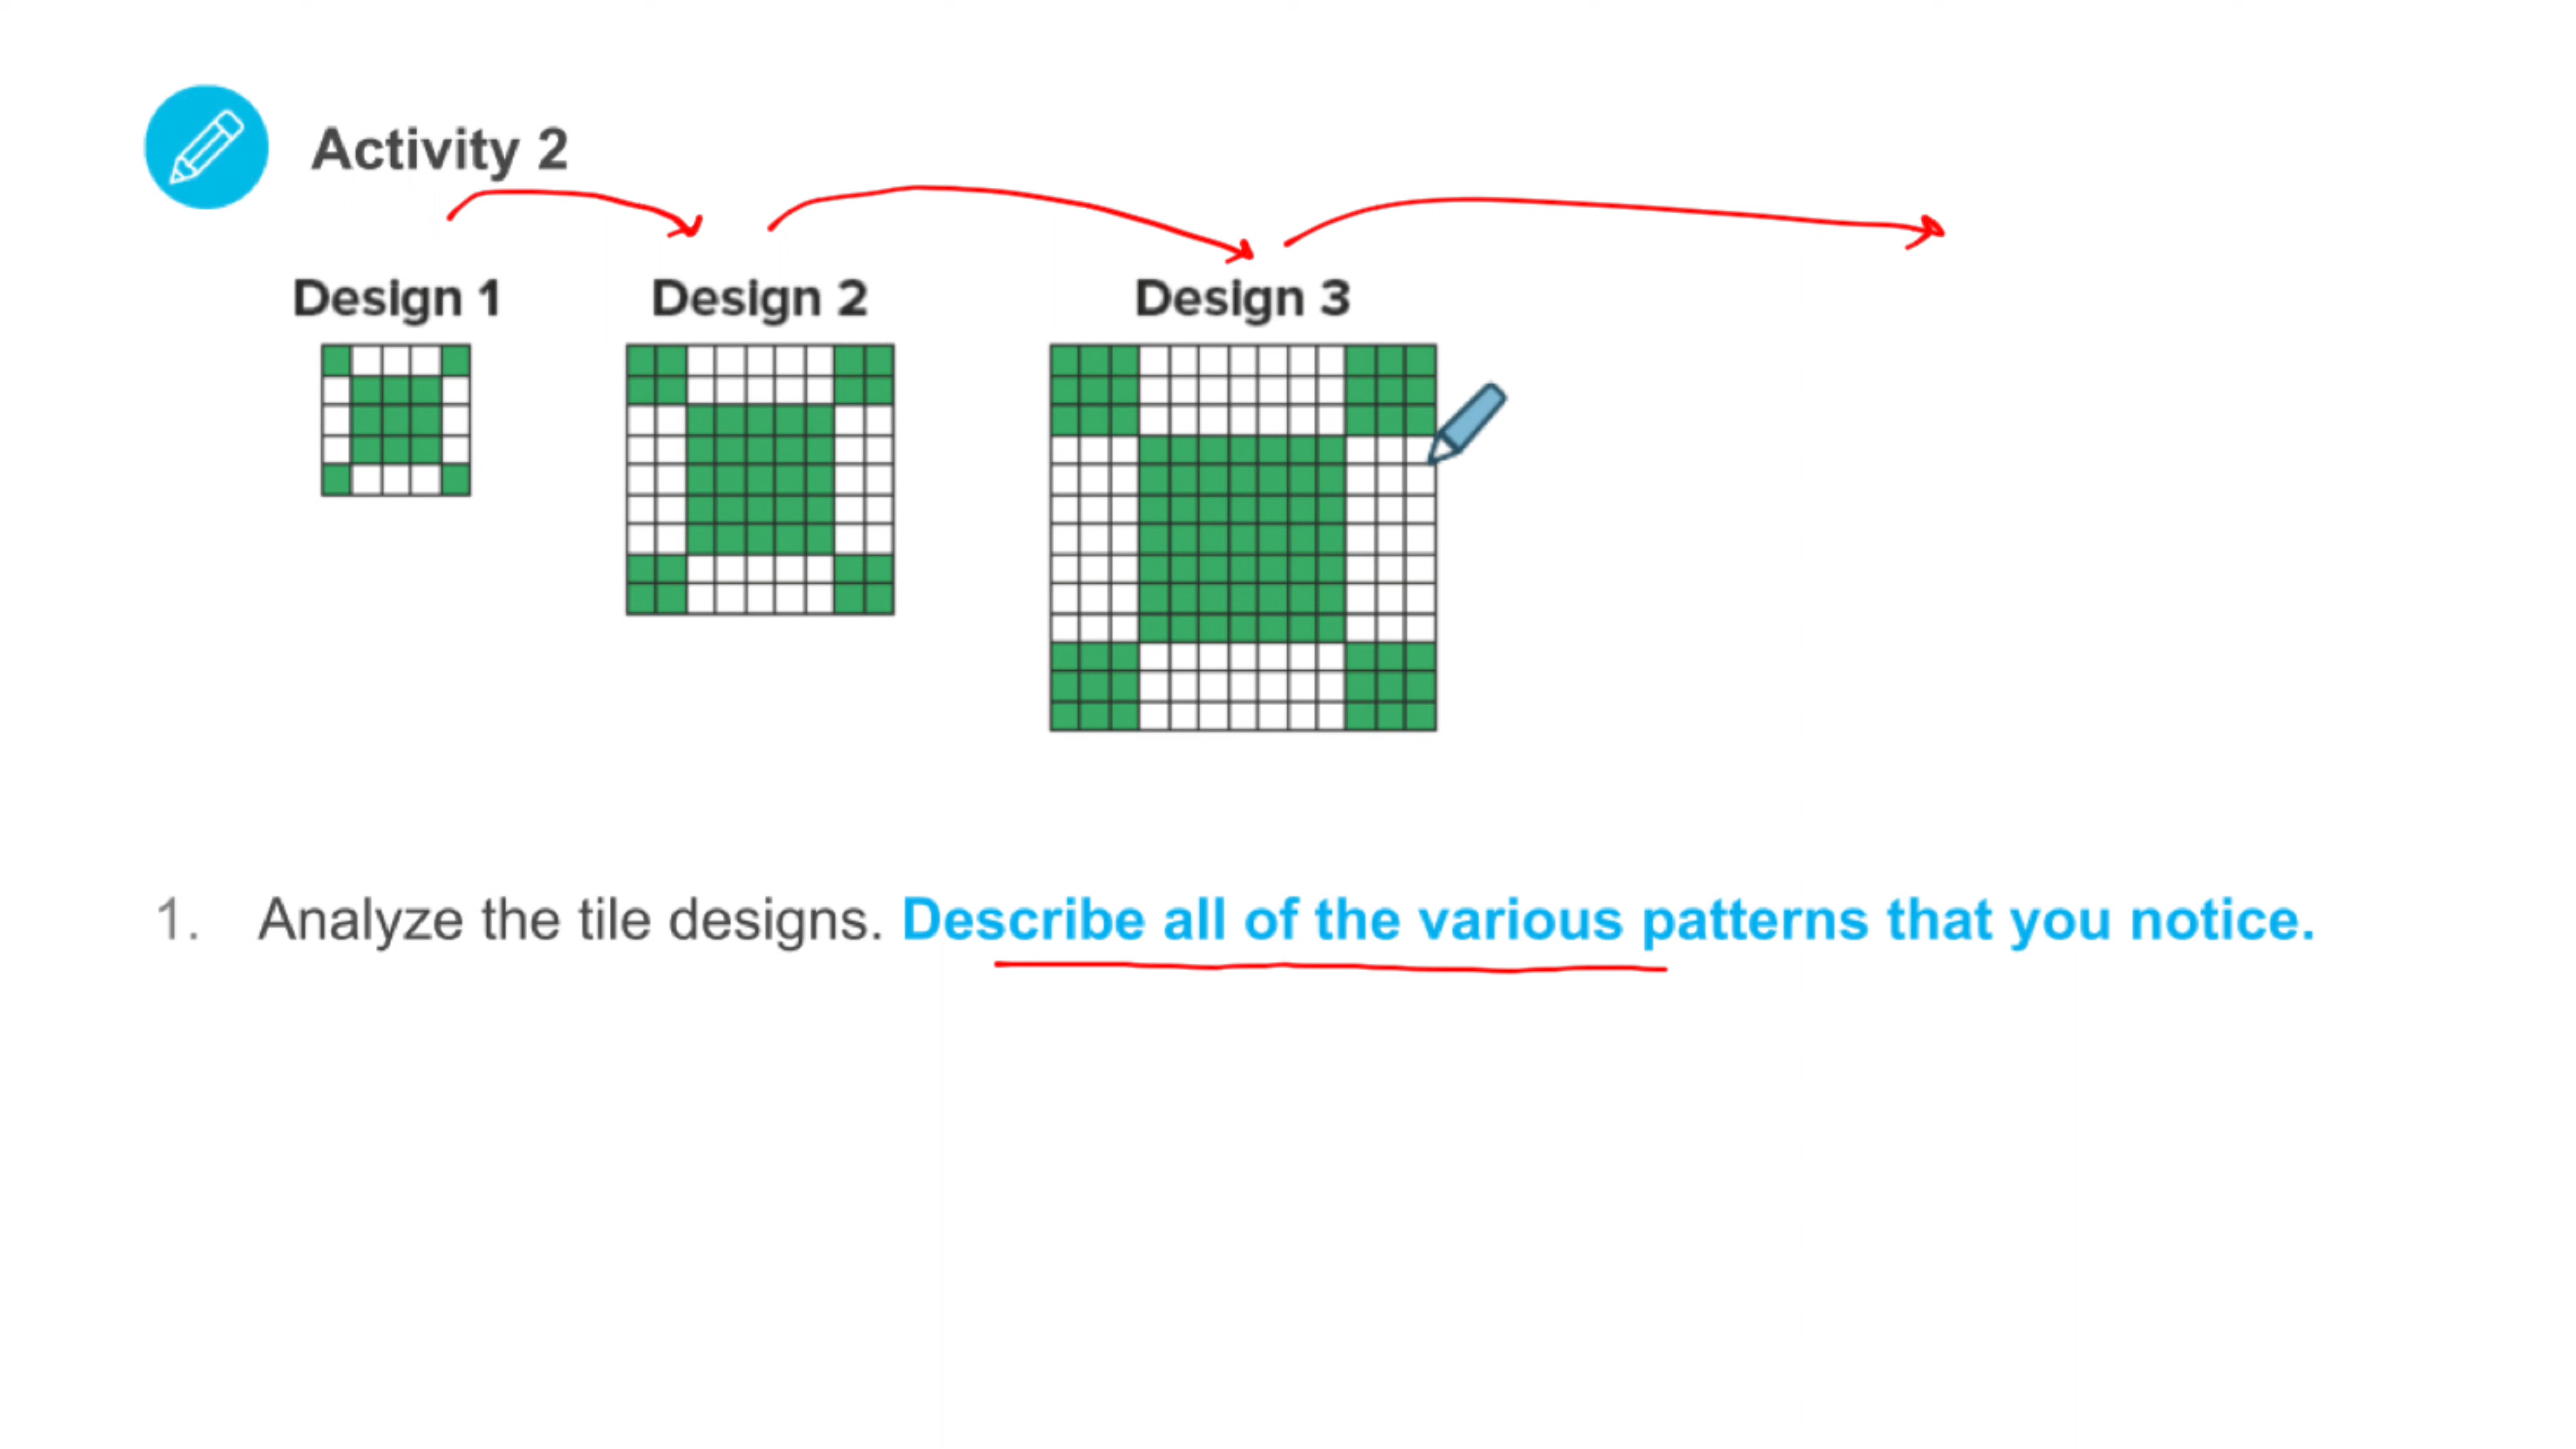 Activity 2
Design 1 Design 2 Design 3
1. Analyze the tile designs. Describe all of the various patterns that you notice.